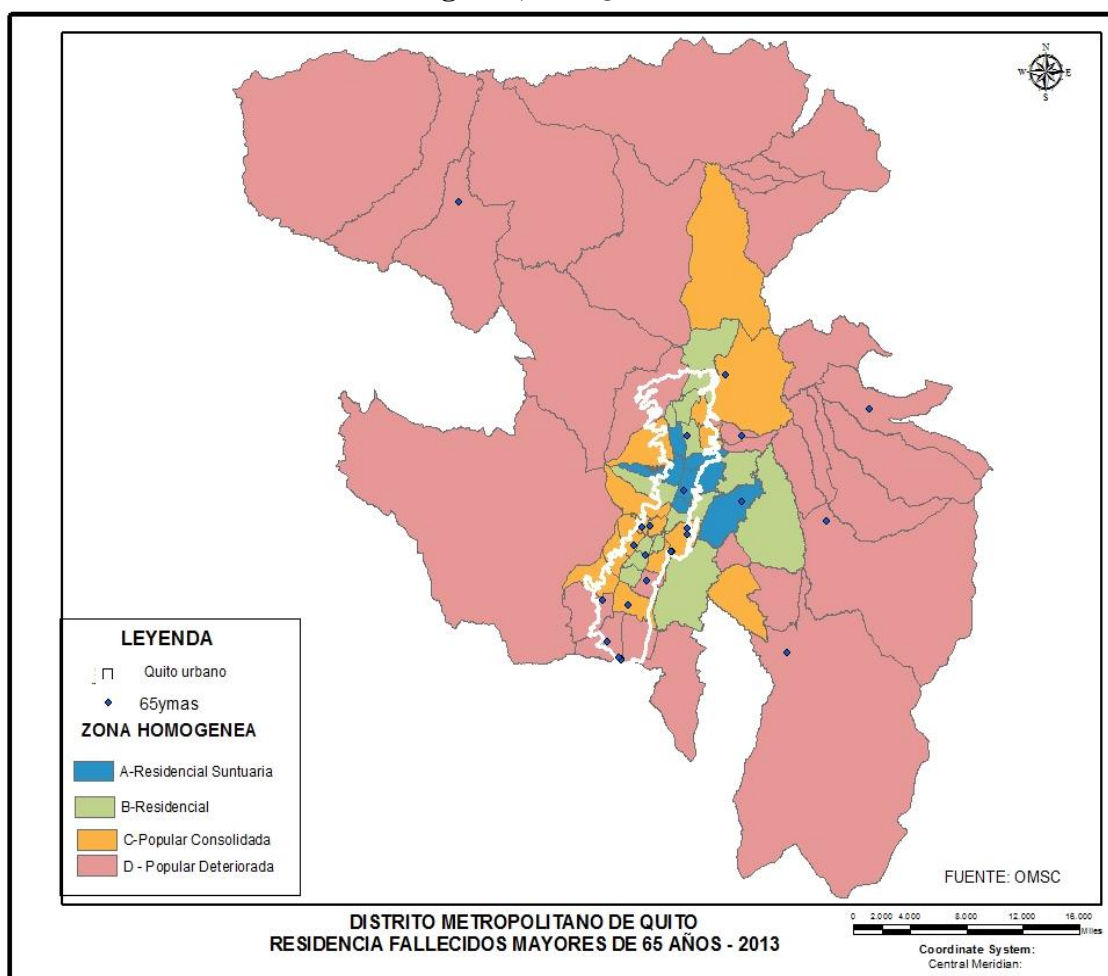 N
W E
S
LEYENDA
Quito urbano
65ymas
ZONA HOMOGENEA
A-Residencial Suntuaria
B-Residencial
C-Popular Consolidada
D - Popular Deteriorada
FUENTE: OMSC
DISTRITO METROPOLITANO DE QUITO
RESIDENCIA FALLECIDOS MAYORES DE 65 AÑOS - 2013
0 2.000 4.000 8.000 12.000 16.000
Miles
Coordinate System:
Central Meridian: